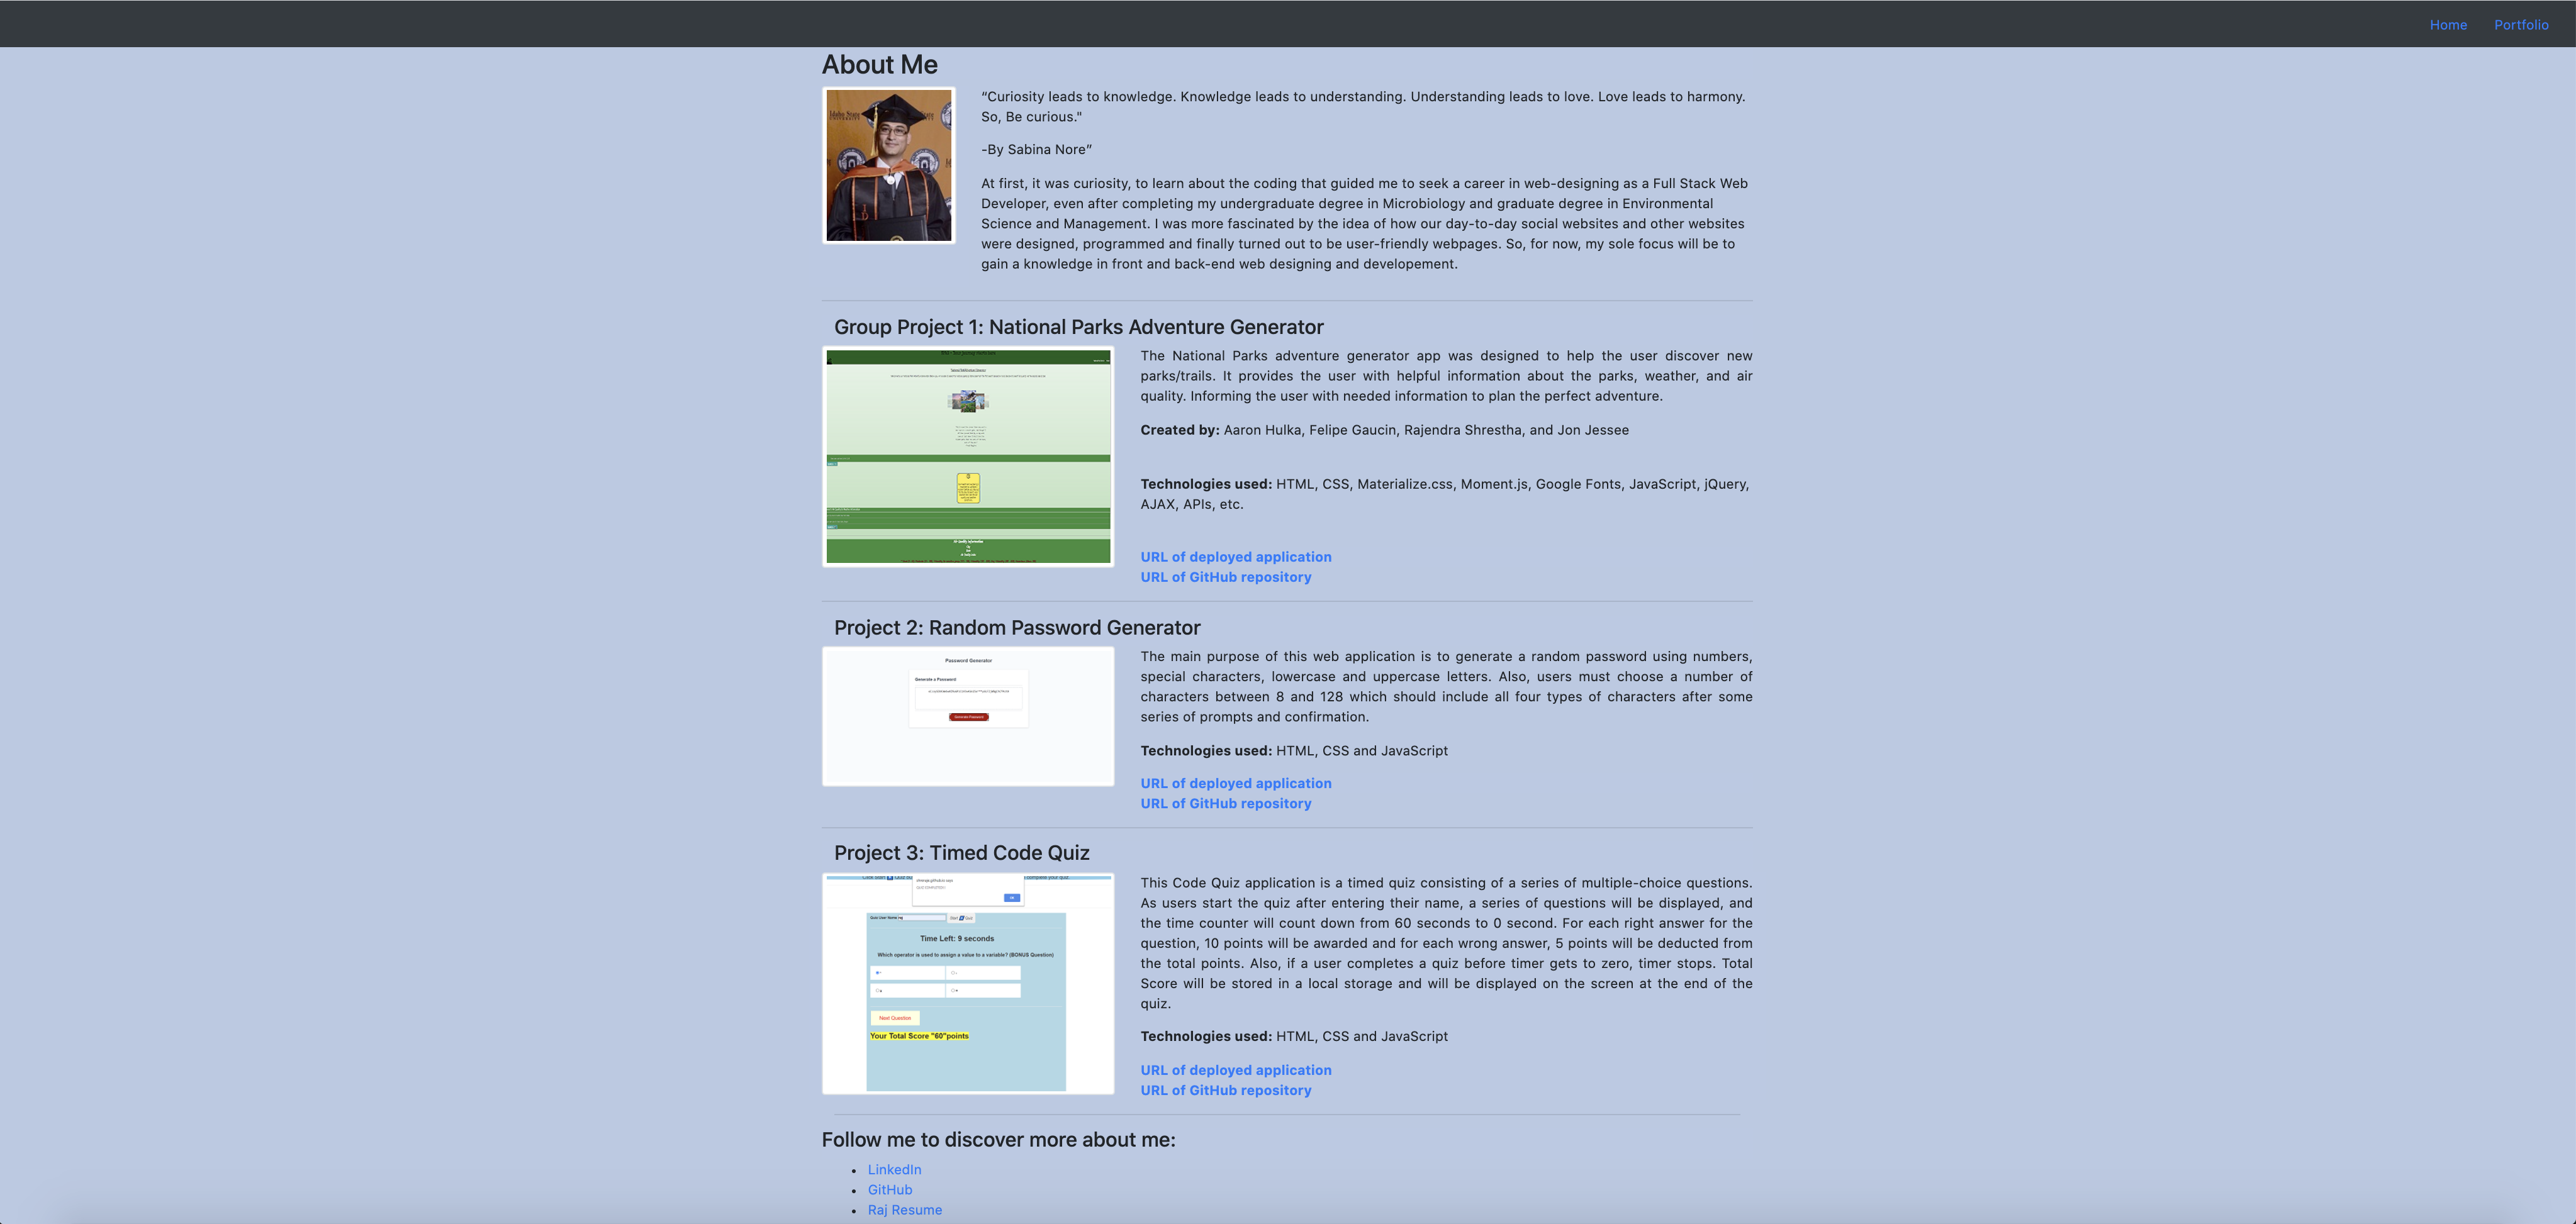 Home Portfolio
About Me
Idaho State
“Curiosity leads to knowledge. Knowledge leads to understanding. Understanding leads to love. Love leads to harmony.
So, Be curious."
-By Sabina Nore”
At first, it was curiosity, to learn about the coding that guided me to seek a career in web-designing as a Full Stack Web
Developer, even after completing my undergraduate degree in Microbiology and graduate degree in Environmental
Science and Management. I was more fascinated by the idea of how our day-to-day social websites and other websites
were designed, programmed and finally turned out to be user-friendly webpages. So, for now, my sole focus will be to
gain a knowledge in front and back-end web designing and developement.
Group Project 1: National Parks Adventure Generator
The National Parks adventure generator app was designed to help the user discover new
parks/trails. It provides the user with helpful information about the parks, weather, and air
quality. Informing the user with needed information to plan the perfect adventure.
Created by: Aaron Hulka, Felipe Gaucin, Rajendra Shrestha, and Jon Jessee
Technologies used: HTML, CSS, Materialize.css, Moment.js, Google Fonts, JavaScript, jQuery,
AJAX, APIs, etc.
URL of deployed application
URL of GitHub repository
Project 2: Random Password Generator
Password Generator
Generate a Password
Generate Password
The main purpose of this web application is to generate a random password using numbers,
special characters, lowercase and uppercase letters. Also, users must choose a number of
characters between 8 and 128 which should include all four types of characters after some
series of prompts and confirmation.
Technologies used: HTML, CSS and JavaScript
URL of deployed application
URL of GitHub repository
Project 3: Timed Code Quiz
Start Quiz
Time Left: 9 seconds
Which operator is used to assign a value to a variable? (BONUS Question)
Next Question
Your Total Score "60"points
This Code Quiz application is a timed quiz consisting of a series of multiple-choice questions.
As users start the quiz after entering their name, a series of questions will be displayed, and
the time counter will count down from 60 seconds to 0 second. For each right answer for the
question, 10 points will be awarded and for each wrong answer, 5 points will be deducted from
the total points. Also, if a user completes a quiz before timer gets to zero, timer stops. Total
Score will be stored in a local storage and will be displayed on the screen at the end of the
quiz.
Technologies used: HTML, CSS and JavaScript
URL of deployed application
URL of GitHub repository
Follow me to discover more about me:
LinkedIn
GitHub
Raj Resume